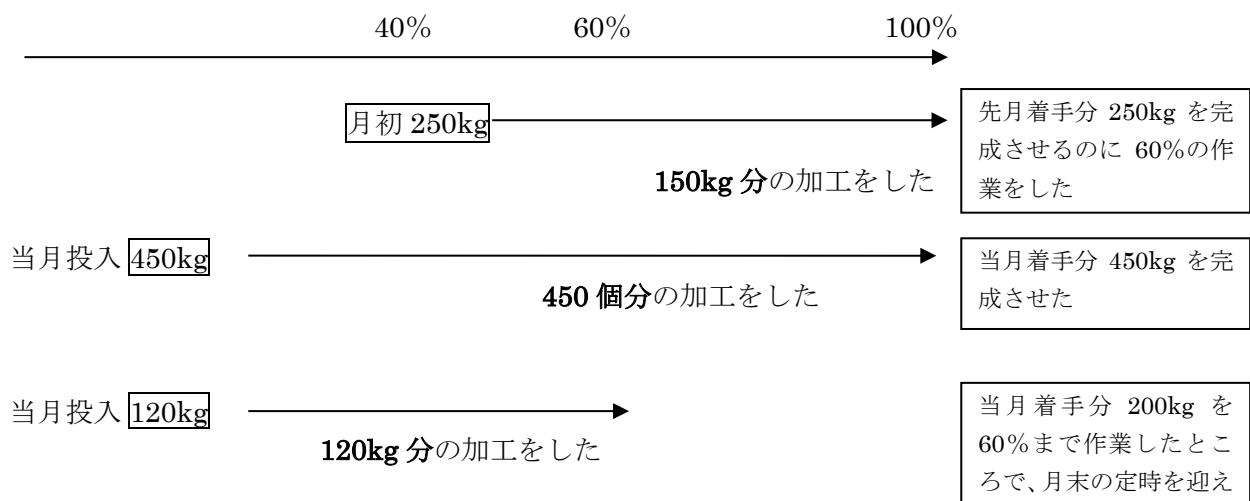 40% 60% 100%
月初 250kg
先月着手分 250kg を完
成させるのに 60%の作
業をした
150kg 分の加工をした
当月投入 450kg
当月着手分 450kg を完
成させた
450 個分の加工をした
当月投入 120kg
当月着手分 200kg を
60%まで作業したとこ
ろで、月末の定時を迎え
120kg 分の加工をした